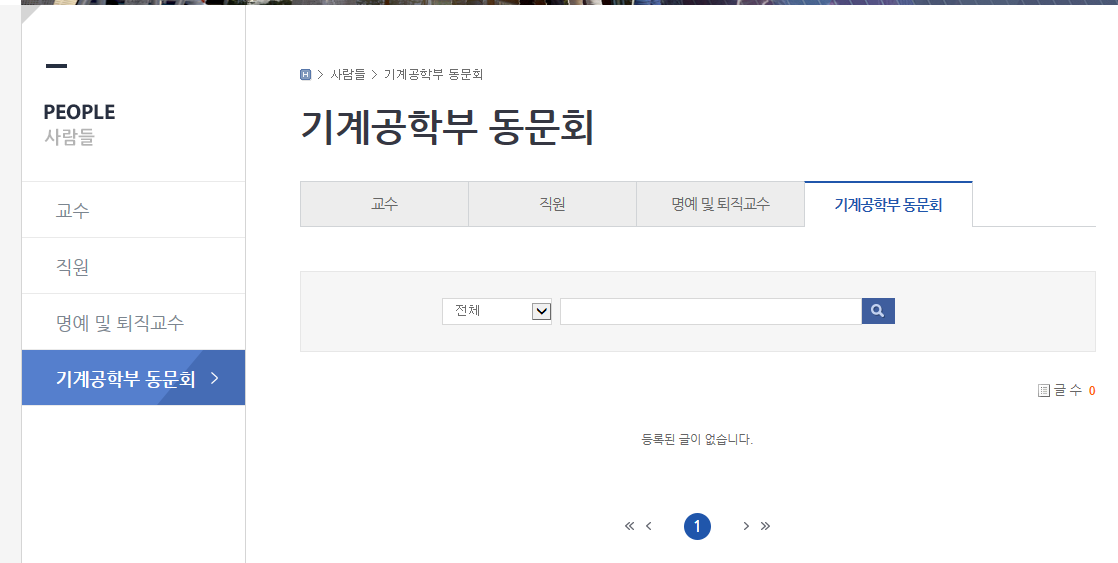 PEOPLE
사람들
교수
직원
명예 및 퇴직교수
기계공학부 동문회 >
H > 사람들 > 기계공학부 동문회
기계공학부 동문회
교수 직원 명예 및 퇴직교수 기계공학부 동문회
전체
글 수 0
등록된 글이 없습니다.
« ‹ 1 › »